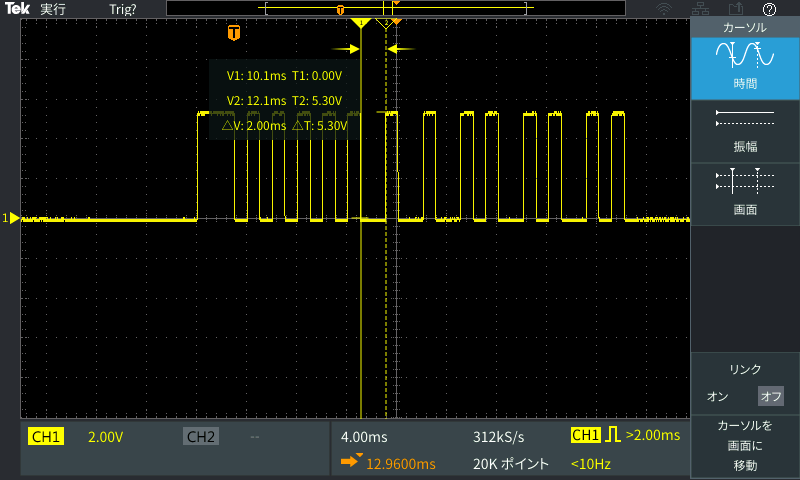 Tek 実行 Trig?
T
カーソル
時間
振幅
画面
リンク
オン オフ
カーソルを
画面に
移動
1 2
V1: 10.1ms T1: 0.00V
V2: 12.1ms T2: 5.30V
△V: 2.00ms △T: 5.30V
1
CH1 2.00V CH2 --
4.00ms 312kS/s CH1 >2.00ms
12.9600ms 20K ポイント <10Hz